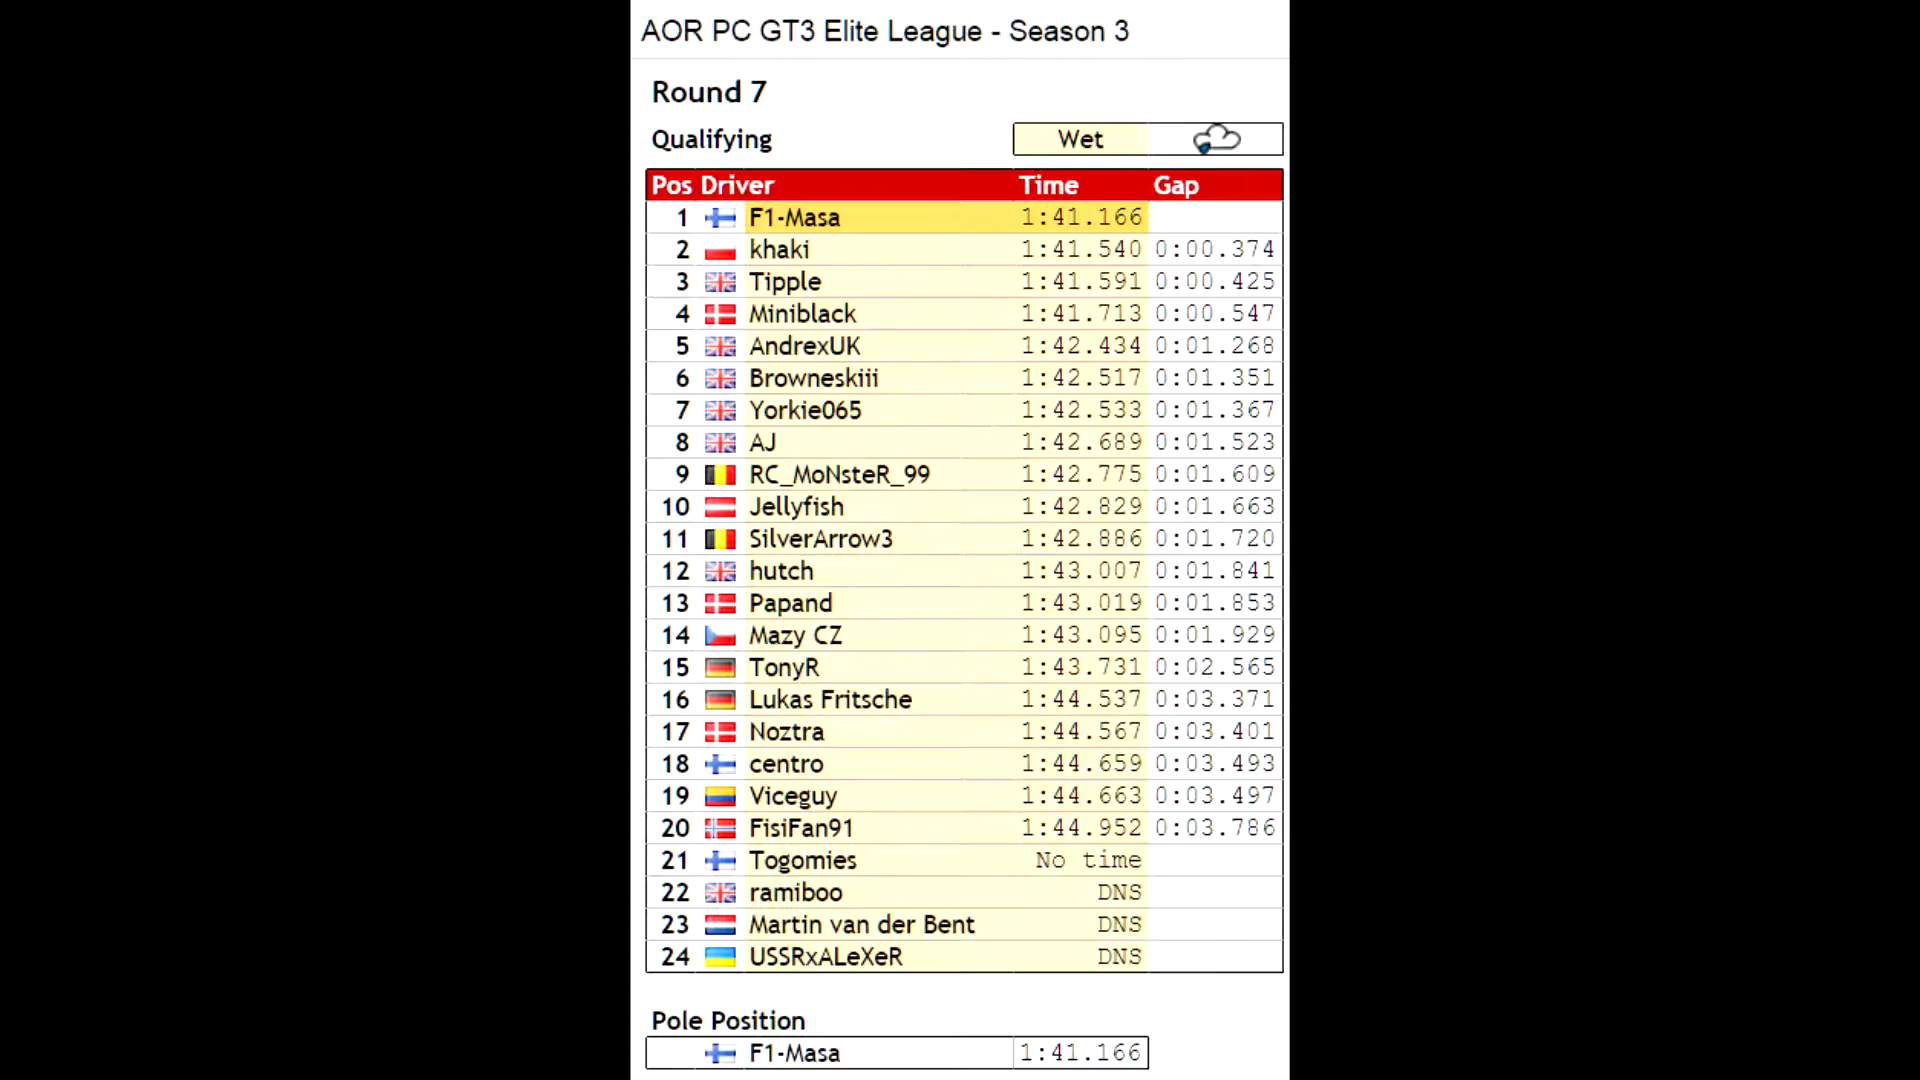 AOR PC GT3 Elite League - Season 3
Round 7
Qualifying Wet
Pos Driver Time Gap
1 F1-Masa 1:41.166
2 khaki 1:41.540 0:00.374
3 Tipple 1:41.591 0:00.425
4 Miniblack 1:41.713 0:00.547
5 AndrexUK 1:42.434 0:01.268
6 Browneskiii 1:42.517 0:01.351
7 Yorkie065 1:42.533 0:01.367
8 AJ 1:42.689 0:01.523
9 RC_MoNsteR_99 1:42.775 0:01.609
10 Jellyfish 1:42.829 0:01.663
11 SilverArrow3 1:42.886 0:01.720
12 hutch 1:43.007 0:01.841
13 Papand 1:43.019 0:01.853
14 Mazy CZ 1:43.095 0:01.929
15 TonyR 1:43.731 0:02.565
16 Lukas Fritsche 1:44.537 0:03.371
17 Noztra 1:44.567 0:03.401
18 centro 1:44.659 0:03.493
19 Viceguy 1:44.663 0:03.497
20 FisiFan91 1:44.952 0:03.786
21 Togomies No time
22 ramiboo DNS
23 Martin van der Bent DNS
24 USSRxALeXeR DNS
Pole Position
F1-Masa 1:41.166